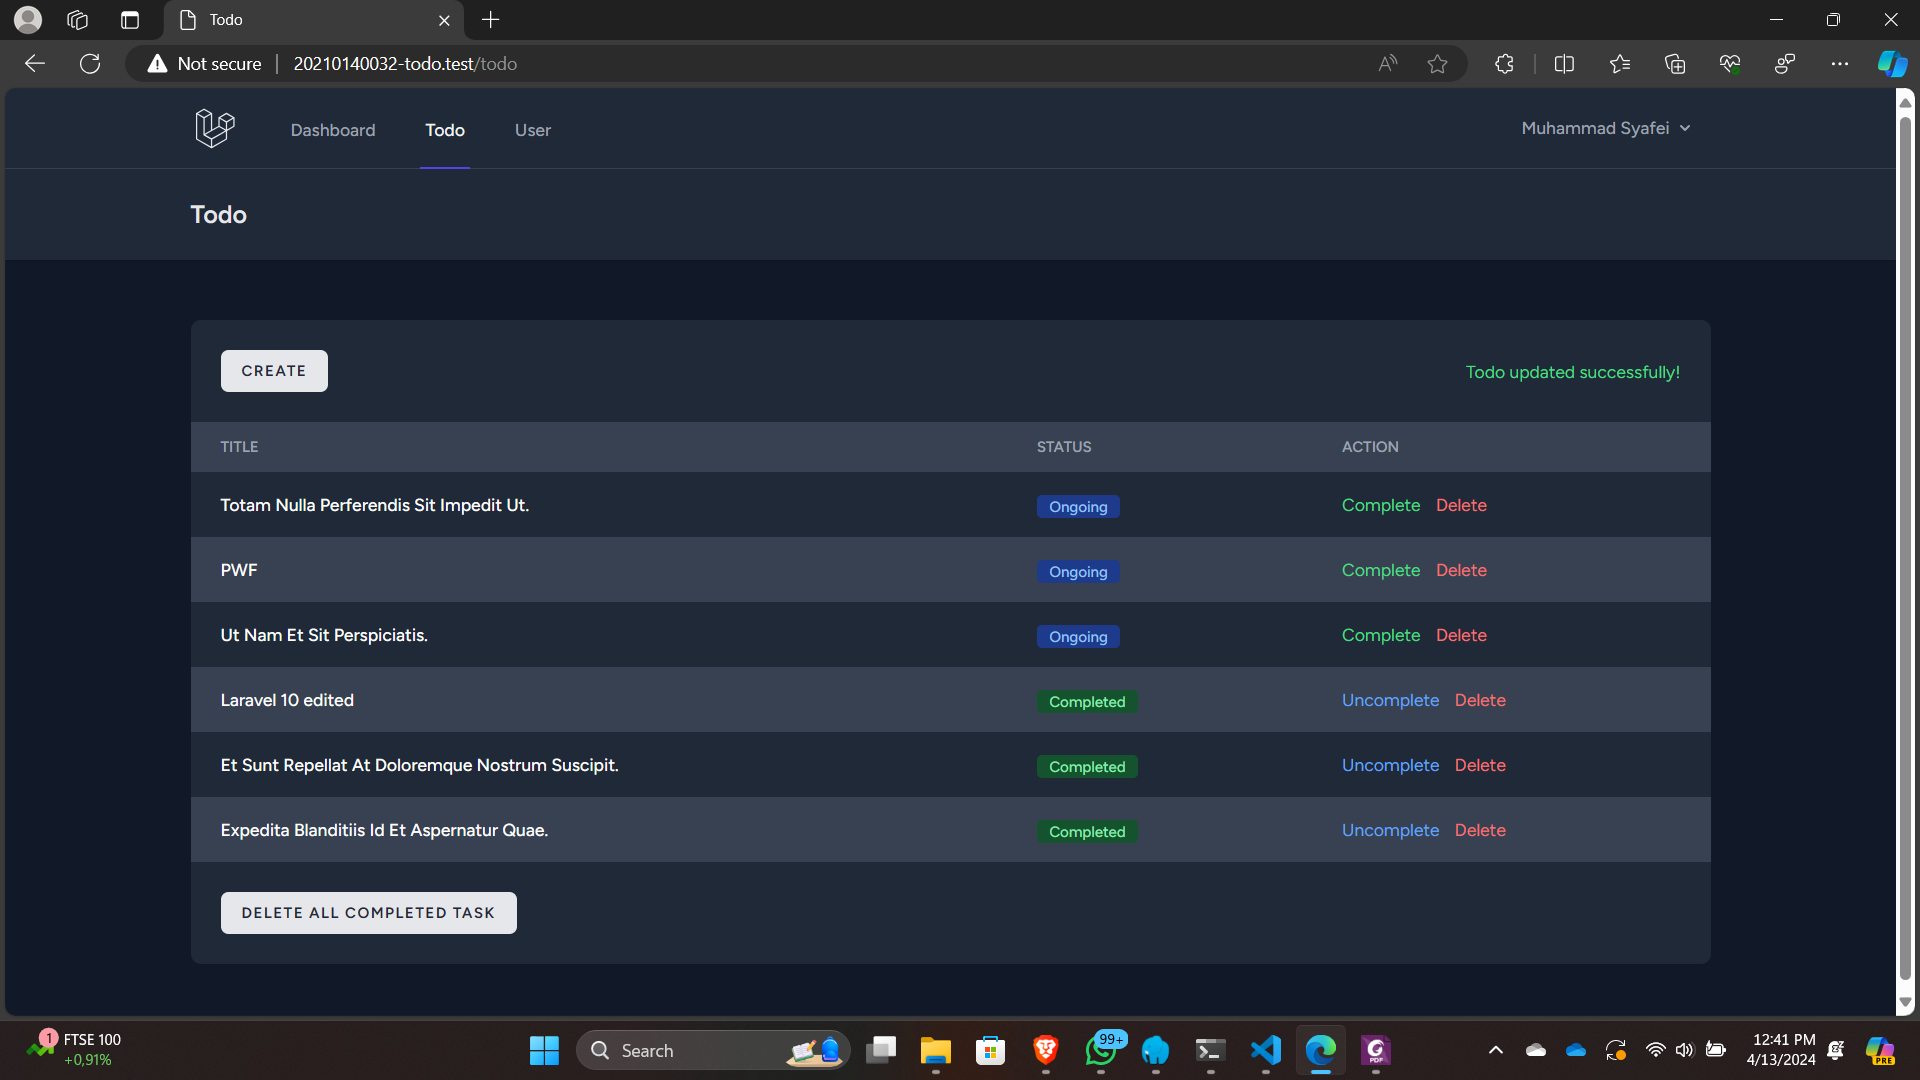 Todo
Not secure 20210140032-todo.test/todo
Dashboard Todo User Muhammad Syafei
Todo
CREATE Todo updated successfully!
TITLE STATUS ACTION
Totam Nulla Perferendis Sit Impedit Ut. Ongoing Complete Delete
PWF Ongoing Complete Delete
Ut Nam Et Sit Perspiciatis. Ongoing Complete Delete
Laravel 10 edited Completed Uncomplete Delete
Et Sunt Repellat At Doloremque Nostrum Suscipit. Completed Uncomplete Delete
Expedita Blanditiis Id Et Aspernatur Quae. Completed Uncomplete Delete
DELETE ALL COMPLETED TASK
1 FTSE 100
+0,91%
Search
99+
PDF
12:41 PM
4/13/2024
PRE